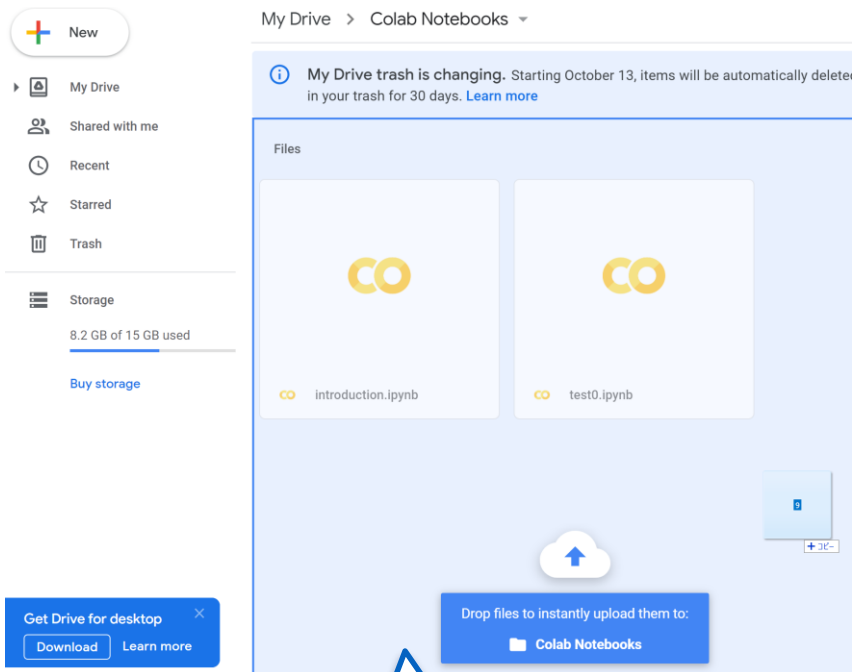 New
My Drive > Colab Notebooks
My Drive
Shared with me
Recent
Starred
Trash
Storage
8.2 GB of 15 GB used
Buy storage
Get Drive for desktop
Download Learn more
My Drive trash is changing. Starting October 13, items will be automatically deleted
in your trash for 30 days. Learn more
Files
CO CO
introduction.ipynb
test0.ipynb
9
+コピー
Drop files to instantly upload them to:
Colab Notebooks